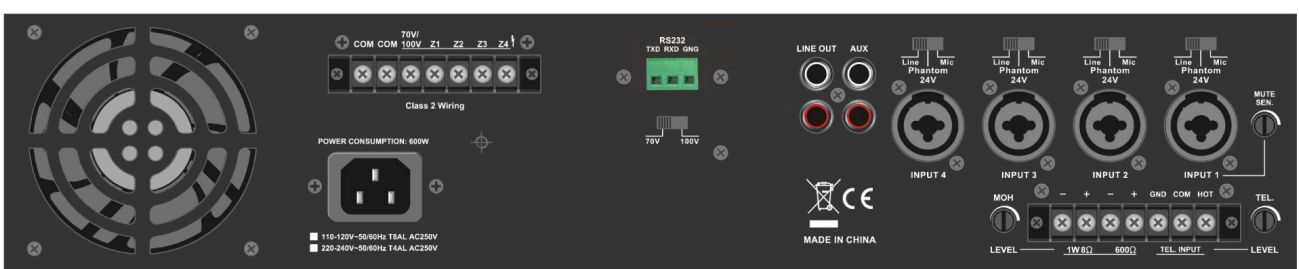 70V/
COM COM 100V Z1 Z2 Z3 Z4
Class 2 Wiring
POWER CONSUMPTION: 600W
110-120V~50/60Hz T8AL AC250V
220-240V~50/60Hz T4AL AC250V
RS232
TXD RXD GNG
70V 100V
LINE OUT AUX
MADE IN CHINA
CE
Line Mic
Phantom
24V
INPUT 4
Line Mic
Phantom
24V
INPUT 3
Line Mic
Phantom
24V
INPUT 2
Line Mic
Phantom
24V
INPUT 1
MUTE
SEN.
MOH
LEVEL
− + − + GND COM HOT
1W 8Ω 600Ω TEL. INPUT
TEL.
LEVEL